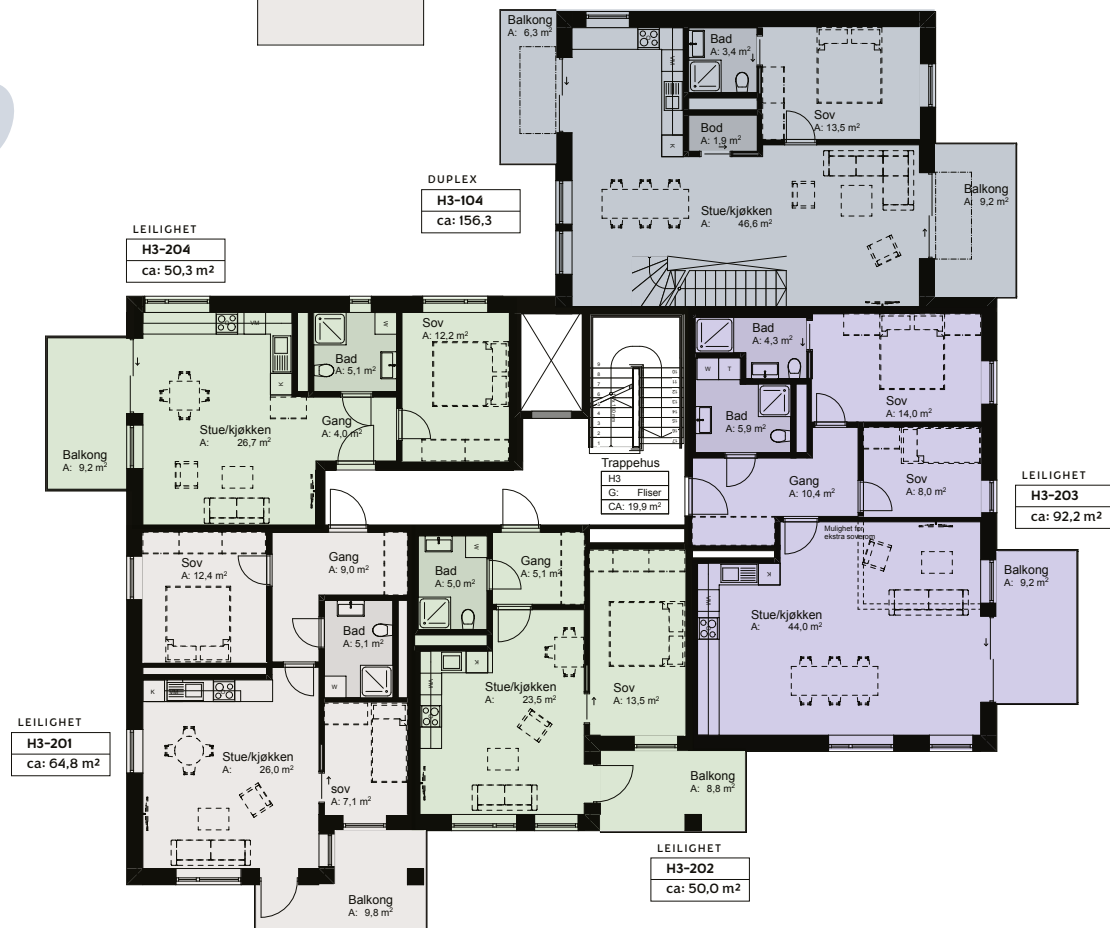 Balkong
A: 6,3 m²
Bad
A: 3,4 m²
VM
K
Sov
A: 13,5 m²
Bod
A: 1,9 m²
Stue/kjøkken
A: 46,6 m²
Balkong
A: 9,2 m²
DUPLEX
H3-104
ca: 156,3
LEILIGHET
H3-204
ca: 50,3 m²
VM
K
Stue/kjøkken
A: 26,7 m²
Balkong
A: 9,2 m²
W
Bad
A: 5,1 m²
Sov
A: 12,2 m²
Gang
A: 4,0 m²
Trappehus
H3
G: Fliser
CA: 19,9 m²
Bad
A: 4,3 m²
W T
Bad
A: 5,9 m²
Sov
A: 14,0 m²
Gang
A: 10,4 m²
Sov
A: 8,0 m²
LEILIGHET
H3-203
ca: 92,2 m²
Mulighet for
ekstra soverom
K
VM
Stue/kjøkken
A: 44,0 m²
Balkong
A: 9,2 m²
Sov
A: 12,4 m²
Gang
A: 9,0 m²
Bad
A: 5,1 m²
W
K VM
Stue/kjøkken
A: 26,0 m²
sov
A: 7,1 m²
Balkong
A: 9,8 m²
LEILIGHET
H3-201
ca: 64,8 m²
W
Bad
A: 5,0 m²
Gang
A: 5,1 m²
K
VM
Stue/kjøkken
A: 23,5 m²
Sov
A: 13,5 m²
Balkong
A: 8,8 m²
LEILIGHET
H3-202
ca: 50,0 m²